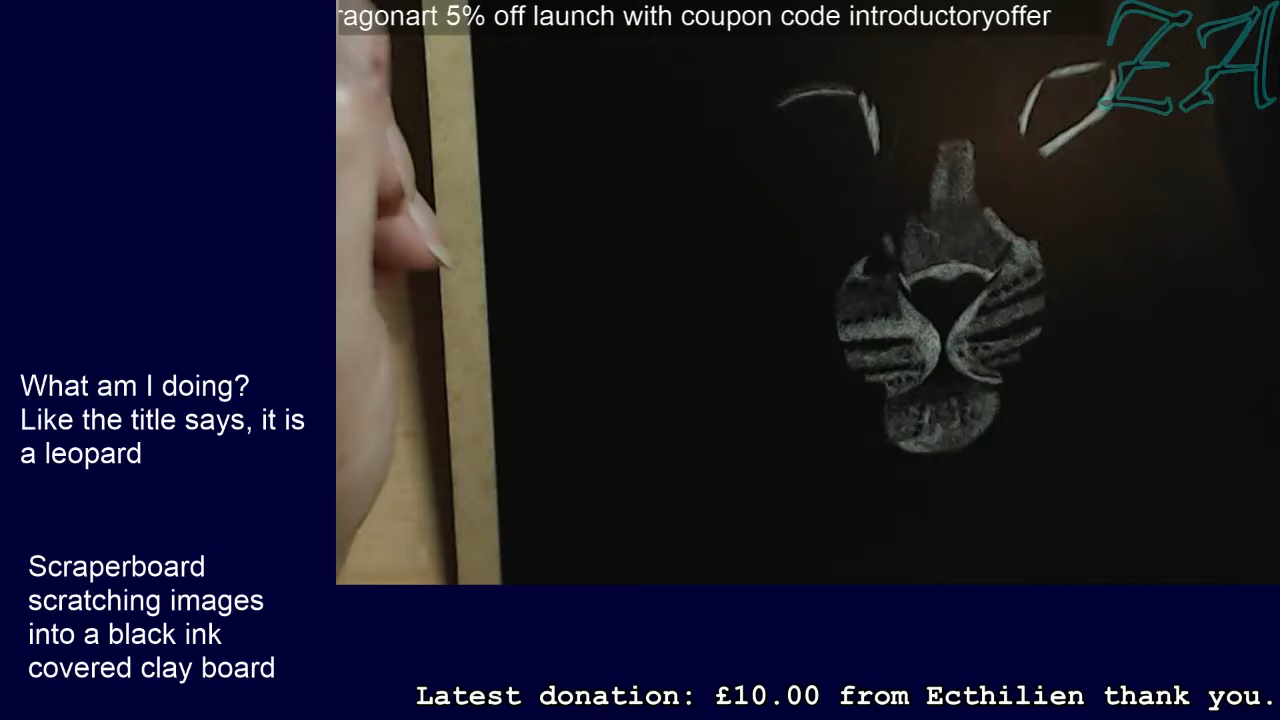 ragonart 5% off launch with coupon code introductoryoffer
ZA
What am I doing?
Like the title says, it is
a leopard
Scraperboard
scratching images
into a black ink
covered clay board
Latest donation: £10.00 from Ecthilien thank you.